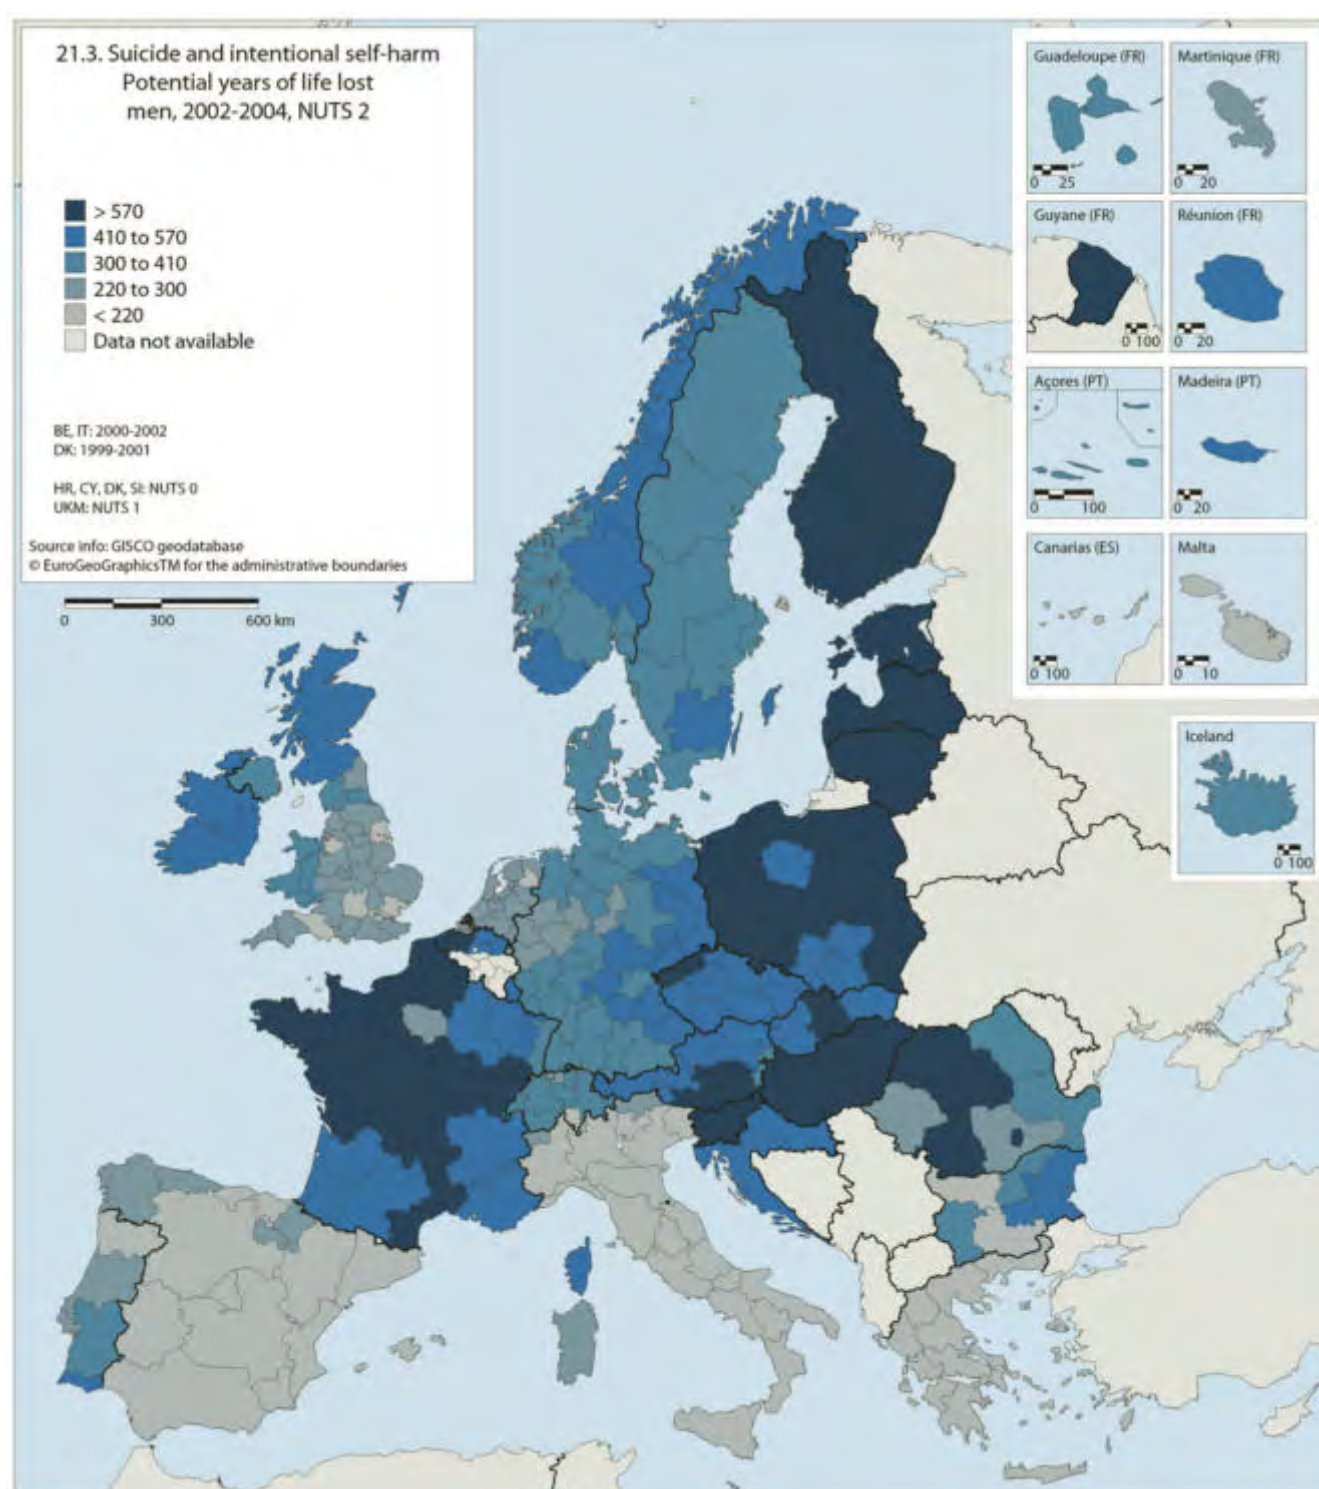 21.3. Suicide and intentional self-harm
Potential years of life lost
men, 2002-2004, NUTS 2
> 570
410 to 570
300 to 410
220 to 300
< 220
Data not available
BE, IT: 2000-2002
DK: 1999-2001
HR, CY, DK, SI: NUTS 0
UKM: NUTS 1
Source info: GISCO geodatabase
© EuroGeoGraphicsTM for the administrative boundaries
0 300 600 km
Guadeloupe (FR)
0 25
Martinique (FR)
0 20
Guyane (FR)
0 100
Réunion (FR)
0 20
Açores (PT)
0 100
Madeira (PT)
0 20
Canarias (ES)
0 100
Malta
0 10
Iceland
0 100